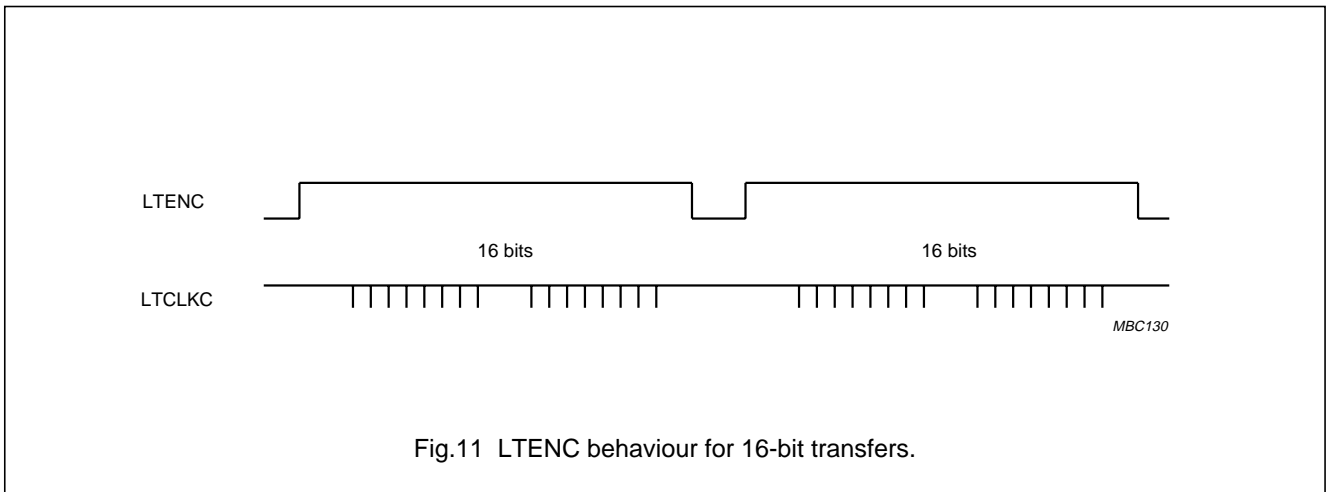 LTENC
16 bits
16 bits
LTCLKC
MBC130
Fig.11 LTENC behaviour for 16-bit transfers.